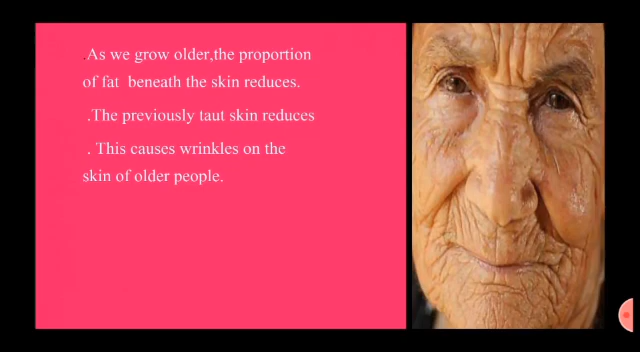 .As we grow older,the proportion
of fat  beneath the skin reduces.
.The previously taut skin reduces
. This causes wrinkles on the
skin of older people.